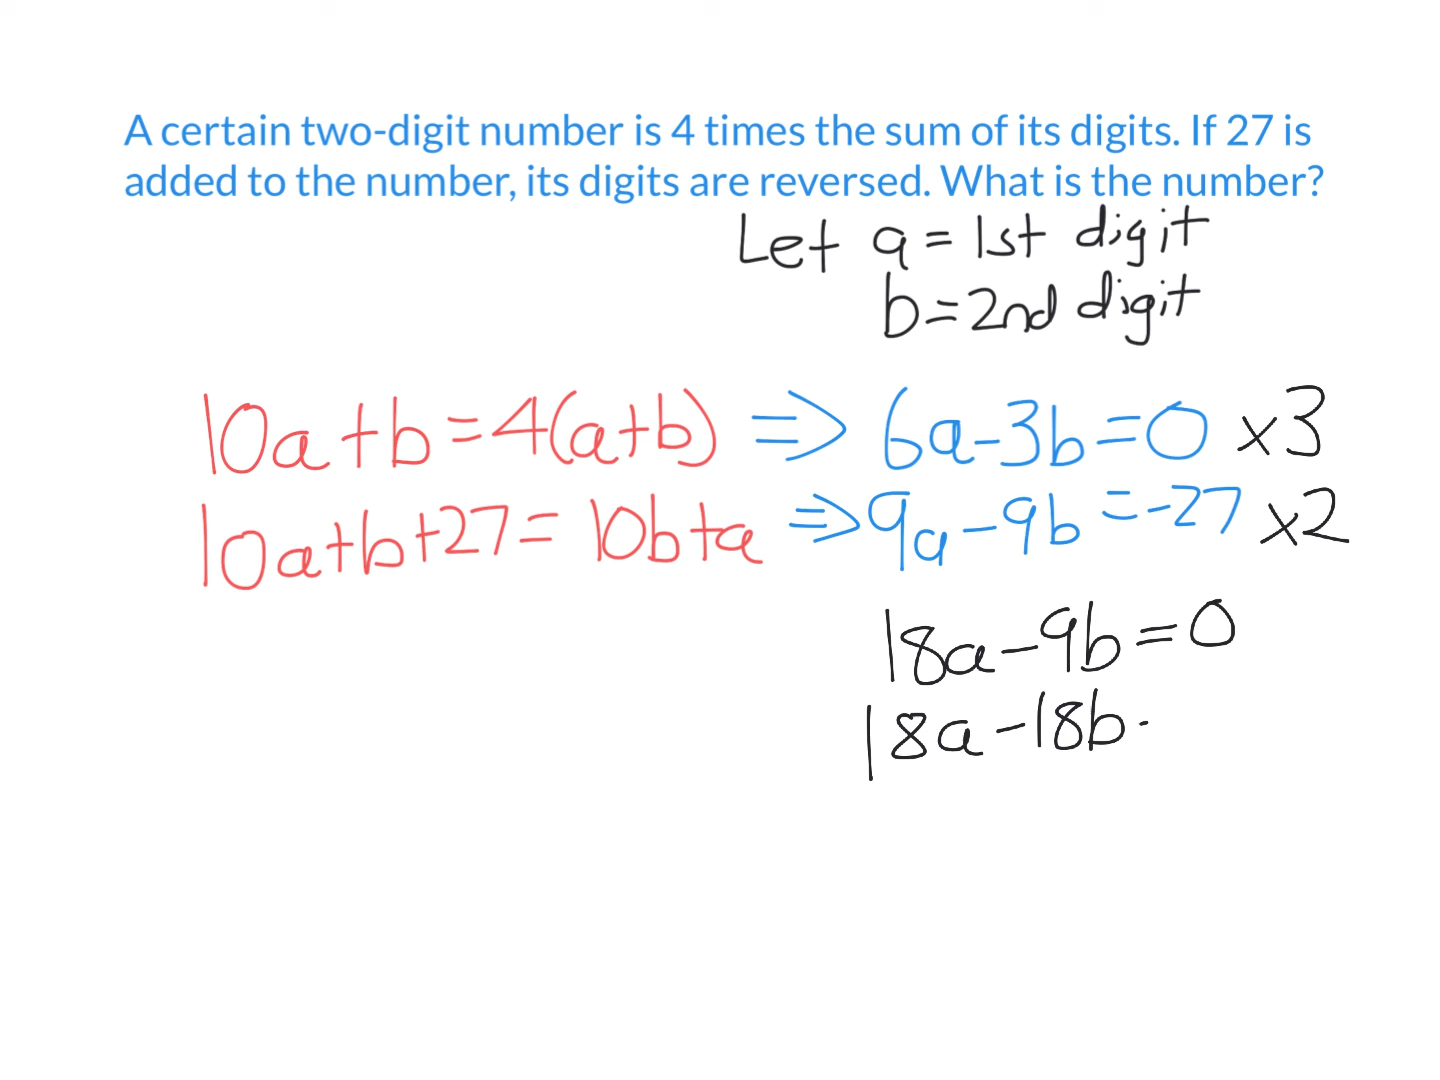 A certain two-digit number is 4 times the sum of its digits. If 27 is
added to the number, its digits are reversed. What is the number?
Let a = 1st digit
b = 2nd digit
10a + b = 4(a+b) ⇒ 6a - 3b = 0 ×3
10a + b + 27 = 10b + a ⇒ 9a - 9b = -27 ×2
18a - 9b = 0
18a - 18b -